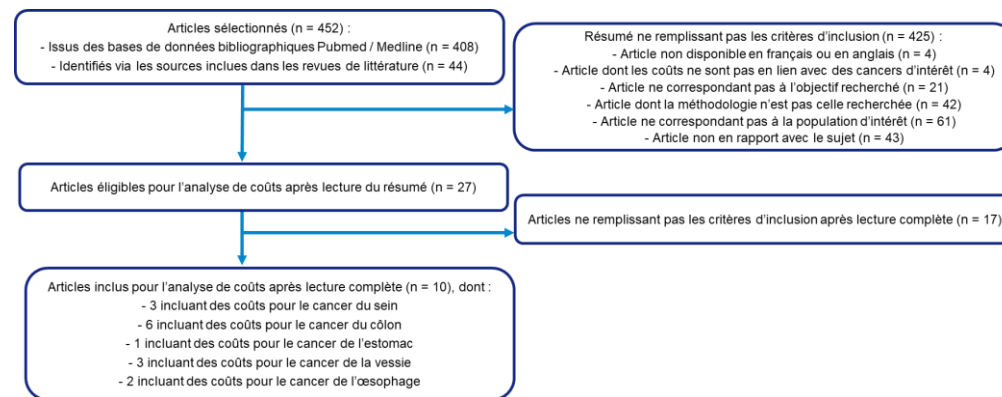 Articles sélectionnés (n = 452) :
- Issus des bases de données bibliographiques Pubmed / Medline (n = 408)
- Identifiés via les sources inclues dans les revues de littérature (n = 44)
Résumé ne remplissant pas les critères d'inclusion (n = 425) :
- Article non disponible en français ou en anglais (n = 4)
- Article dont les coûts ne sont pas en lien avec des cancers d'intérêt (n = 4)
- Article ne correspondant pas à l'objectif recherché (n = 21)
- Article dont la méthodologie n'est pas celle recherchée (n = 42)
- Article ne correspondant pas à la population d'intérêt (n = 61)
- Article non en rapport avec le sujet (n = 43)
Articles éligibles pour l'analyse de coûts après lecture du résumé (n = 27)
Articles ne remplissant pas les critères d'inclusion après lecture complète (n = 17)
Articles inclus pour l'analyse de coûts après lecture complète (n = 10), dont :
- 3 incluant des coûts pour le cancer du sein
- 6 incluant des coûts pour le cancer du côlon
- 1 incluant des coûts pour le cancer de l'estomac
- 3 incluant des coûts pour le cancer de la vessie
- 2 incluant des coûts pour le cancer de l'œsophage